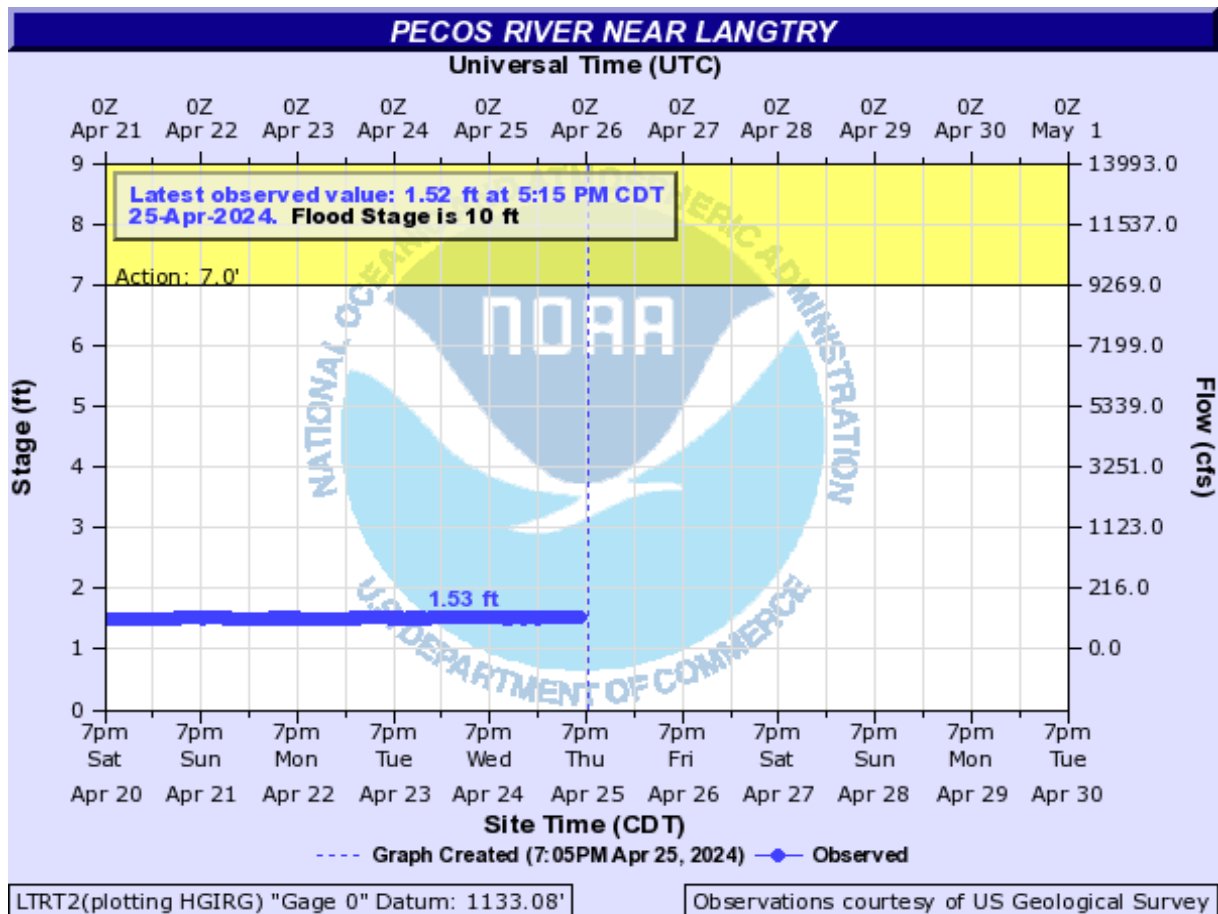 PECOS RIVER NEAR LANGTRY
Universal Time (UTC)
0Z 0Z 0Z 0Z 0Z 0Z 0Z 0Z 0Z 0Z 0Z
Apr 21 Apr 22 Apr 23 Apr 24 Apr 25 Apr 26 Apr 27 Apr 28 Apr 29 Apr 30 May 1
Latest observed value: 1.52 ft at 5:15 PM CDT
25-Apr-2024. Flood Stage is 10 ft
Action: 7.0'
9 13993.0
8 11537.0
7 9269.0
6 7199.0
5 5339.0
4 3251.0
3 1123.0
2 216.0
1 0.0
0
Stage (ft)
Flow (cfs)
NATIONAL OCEANIC AND ATMOSPHERIC ADMINISTRATION
NOAA
U.S. DEPARTMENT OF COMMERCE
1.53 ft
7pm 7pm 7pm 7pm 7pm 7pm 7pm 7pm 7pm 7pm 7pm
Sat Sun Mon Tue Wed Thu Fri Sat Sun Mon Tue
Apr 20 Apr 21 Apr 22 Apr 23 Apr 24 Apr 25 Apr 26 Apr 27 Apr 28 Apr 29 Apr 30
Site Time (CDT)
Graph Created (7:05PM Apr 25, 2024) Observed
LTRT2(plotting HGIRG) "Gage 0" Datum: 1133.08'
Observations courtesy of US Geological Survey